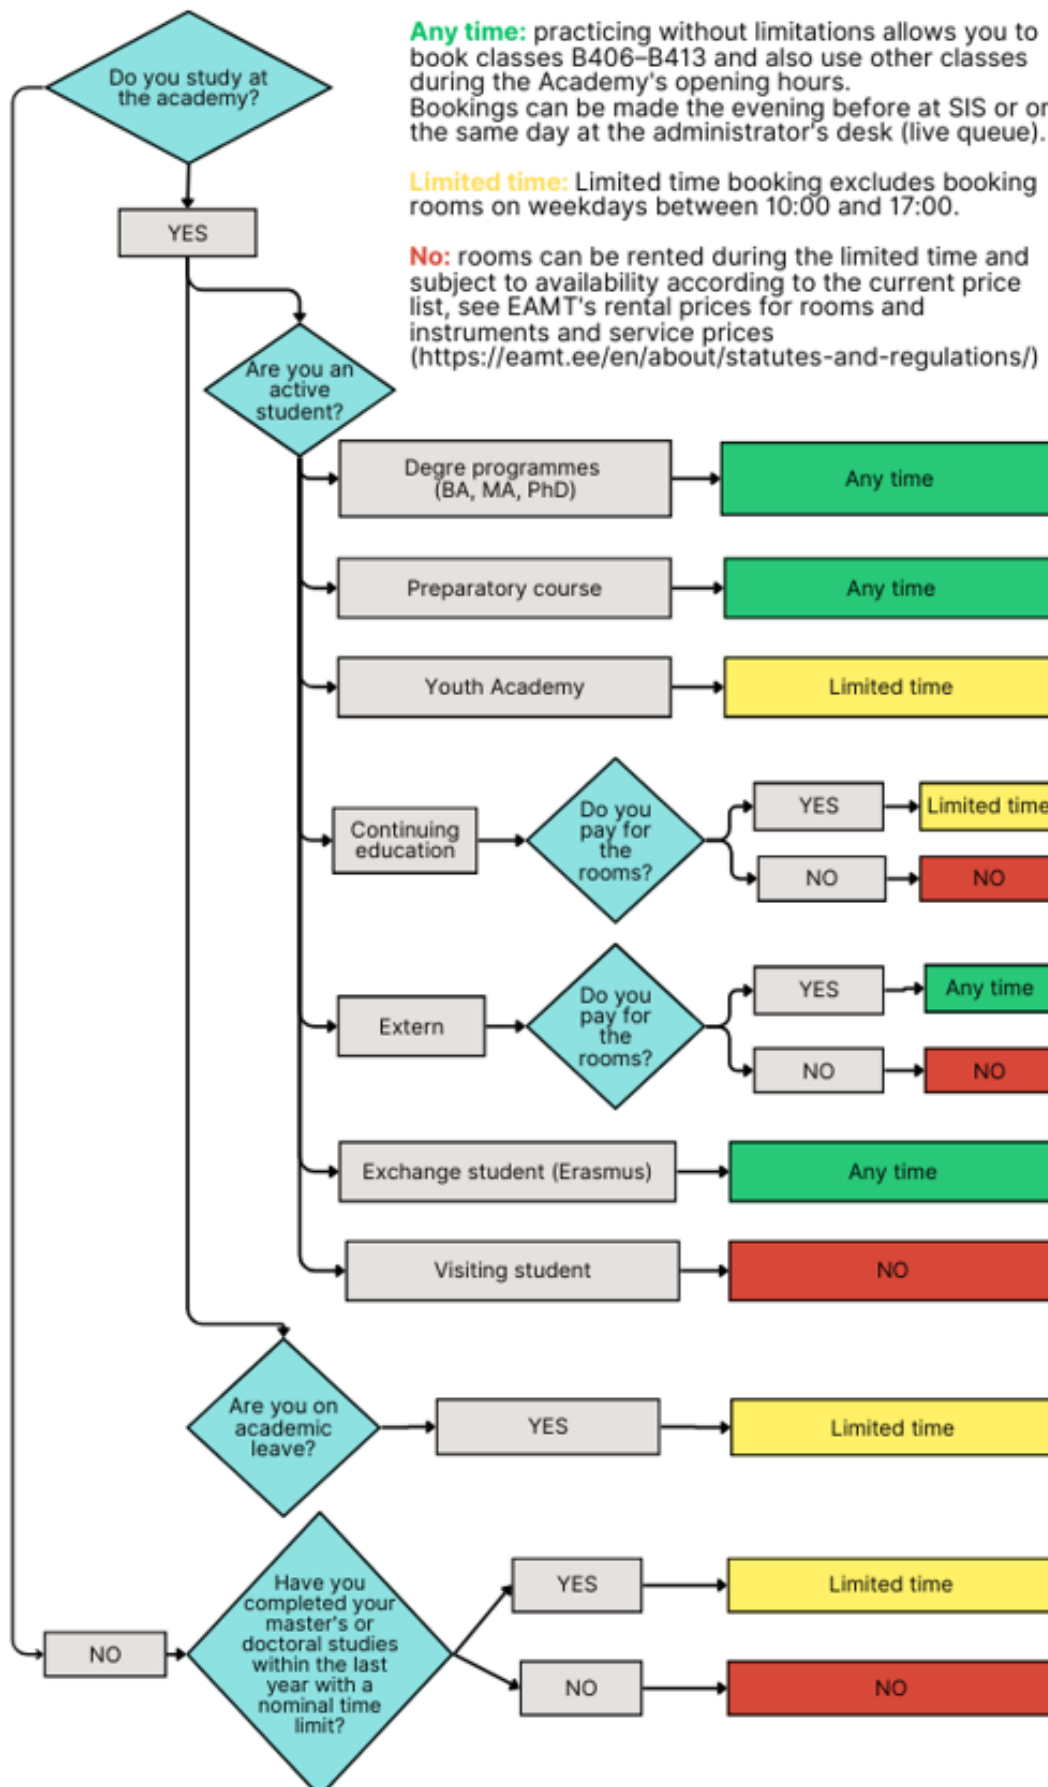 Do you study at
the academy?
Any time: practicing without limitations allows you to
book classes B406–B413 and also use other classes
during the Academy's opening hours.
Bookings can be made the evening before at SIS or on
the same day at the administrator's desk (live queue).
Limited time: Limited time booking excludes booking
rooms on weekdays between 10:00 and 17:00.
No: rooms can be rented during the limited time and
subject to availability according to the current price
list, see EAMT's rental prices for rooms and
instruments and service prices
(https://eamt.ee/en/about/statutes-and-regulations/)
YES
Are you an
active
student?
Degre programmes
(BA, MA, PhD)
Any time
Preparatory course
Any time
Youth Academy
Limited time
Continuing
education
Do you
pay for
the
rooms?
YES
Limited time
NO
NO
Extern
Do you
pay for
the
rooms?
YES
Any time
NO
NO
Exchange student (Erasmus)
Any time
Visiting student
NO
Are you on
academic
leave?
YES
Limited time
NO
Have you
completed your
master's or
doctoral studies
within the last
year with a
nominal time
limit?
YES
Limited time
NO
NO